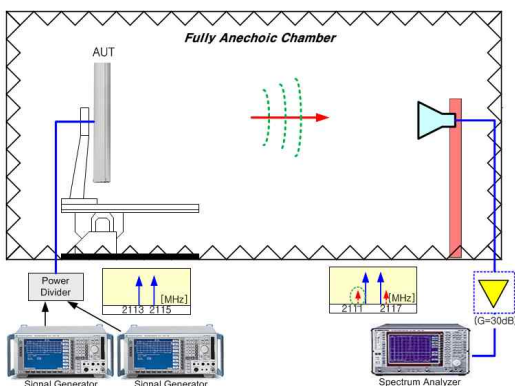 Fully Anechoic Chamber
AUT
Power
Divider
[MHz]
2113 2115
[MHz]
2111 2117
(G=30dB)
Signal Generator
Signal Generator
Spectrum Analyzer